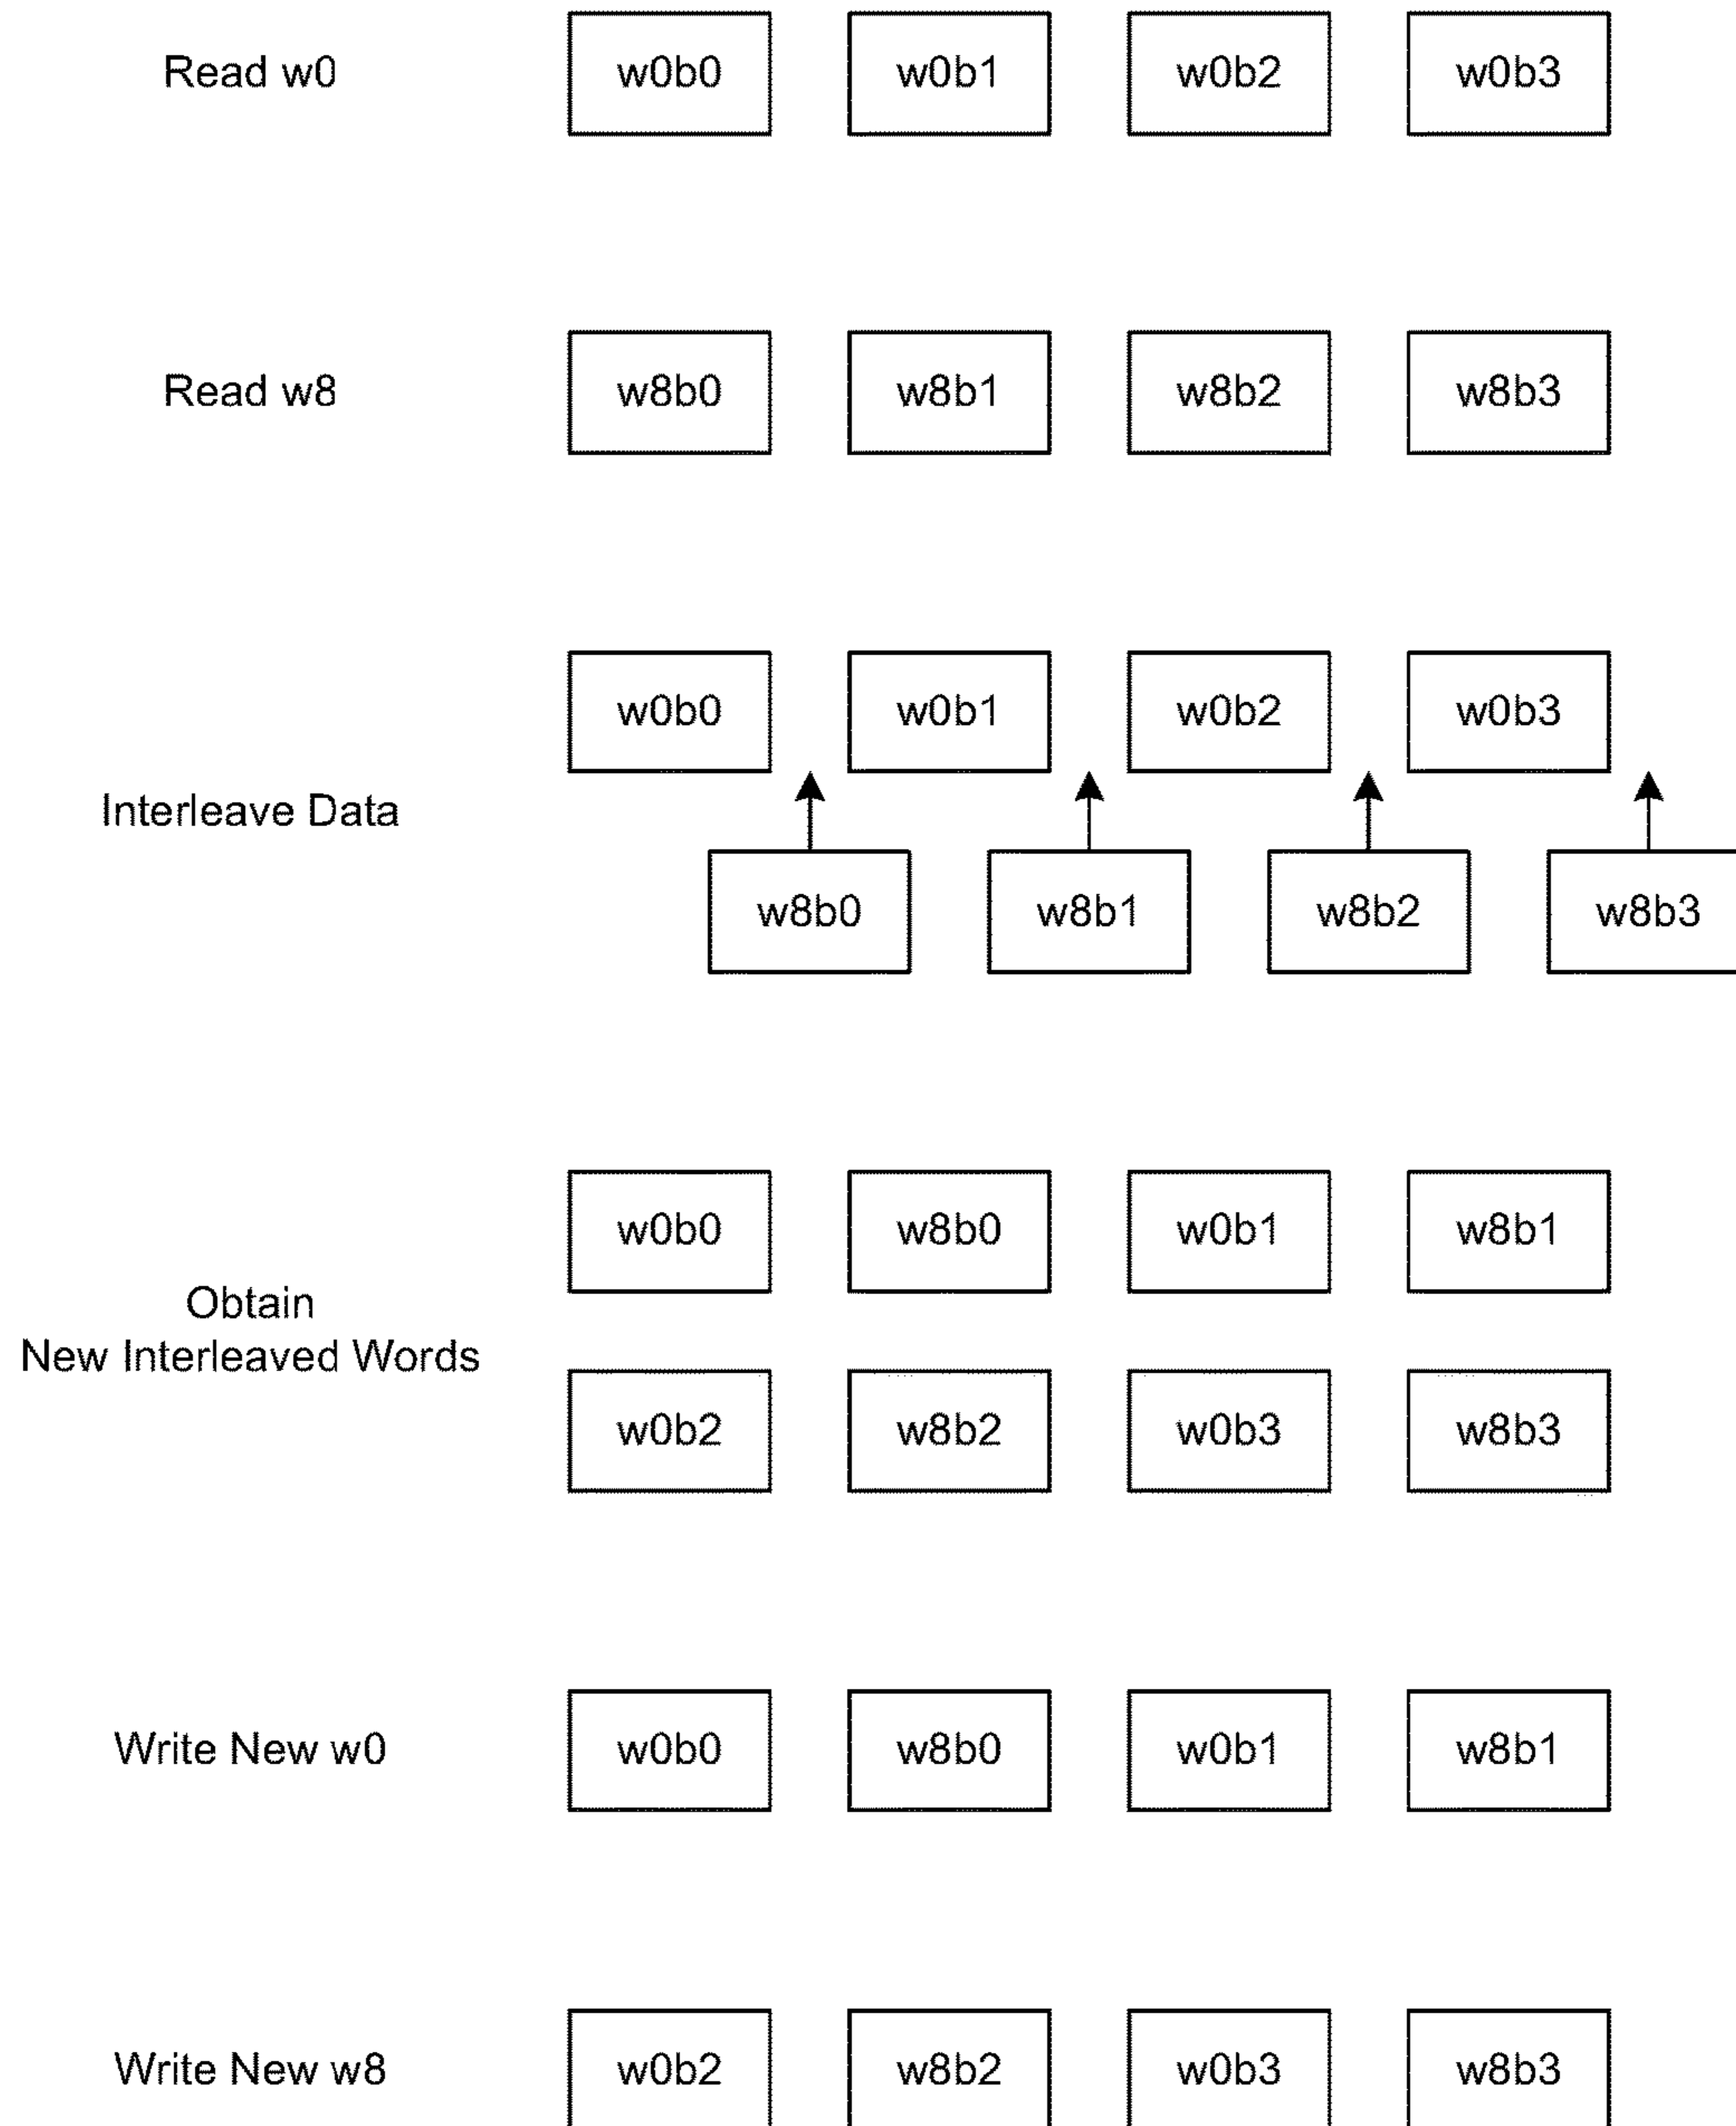 Read w0 w0b0 w0b1 w0b2 w0b3
Read w8 w8b0 w8b1 w8b2 w8b3
w0b0 w0b1 w0b2 w0b3
Interleave Data
w8b0 w8b1 w8b2 w8b3
w0b0 w8b0 w0b1 w8b1
Obtain
New Interleaved Words
w0b2 w8b2 w0b3 w8b3
Write New w0 w0b0 w8b0 w0b1 w8b1
Write New w8 w0b2 w8b2 w0b3 w8b3